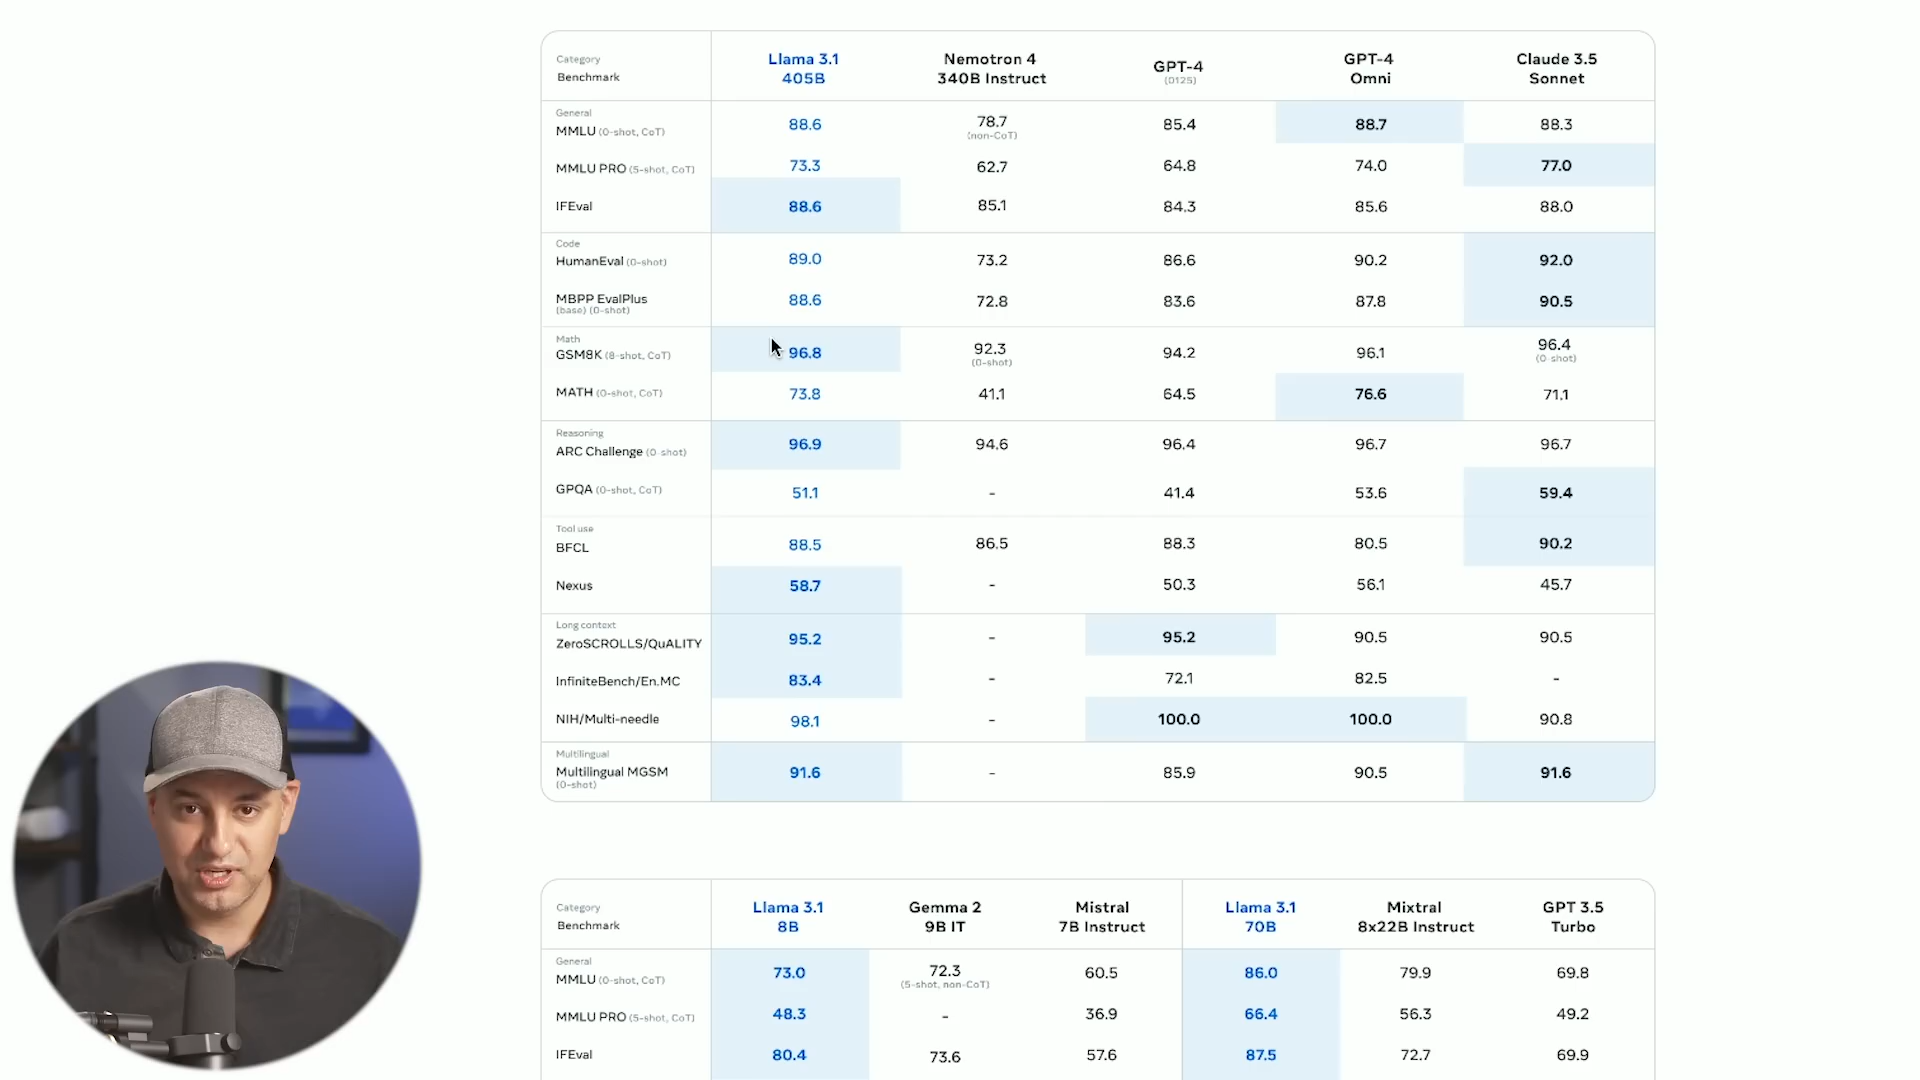 Category
Benchmark
Llama 3.1
405B
Nemotron 4
340B Instruct
GPT-4
(0125)
GPT-4
Omni
Claude 3.5
Sonnet
General
MMLU (0-shot, CoT) 88.6 78.7 85.4 88.7 88.3
(non-CoT)
MMLU PRO (5-shot, CoT) 73.3 62.7 64.8 74.0 77.0
IFEval 88.6 85.1 84.3 85.6 88.0
Code
HumanEval (0-shot) 89.0 73.2 86.6 90.2 92.0
MBPP EvalPlus 88.6 72.8 83.6 87.8 90.5
(base) (0-shot)
Math
GSM8K (8-shot, CoT) 96.8 92.3 94.2 96.1 96.4
(0-shot) (0-shot)
MATH (0-shot, CoT) 73.8 41.1 64.5 76.6 71.1
Reasoning
ARC Challenge (0-shot) 96.9 94.6 96.4 96.7 96.7
GPQA (0-shot, CoT) 51.1 - 41.4 53.6 59.4
Tool use
BFCL 88.5 86.5 88.3 80.5 90.2
Nexus 58.7 - 50.3 56.1 45.7
Long context
ZeroSCROLLS/QuALITY 95.2 - 95.2 90.5 90.5
InfiniteBench/En.MC 83.4 - 72.1 82.5 -
NIH/Multi-needle 98.1 - 100.0 100.0 90.8
Multilingual
Multilingual MGSM 91.6 - 85.9 90.5 91.6
(0-shot)
Category
Benchmark
Llama 3.1
8B
Gemma 2
9B IT
Mistral
7B Instruct
Llama 3.1
70B
Mixtral
8x22B Instruct
GPT 3.5
Turbo
General
MMLU (0-shot, CoT) 73.0 72.3 60.5 86.0 79.9 69.8
(5-shot, non-CoT)
MMLU PRO (5-shot, CoT) 48.3 - 36.9 66.4 56.3 49.2
IFEval 80.4 73.6 57.6 87.5 72.7 69.9